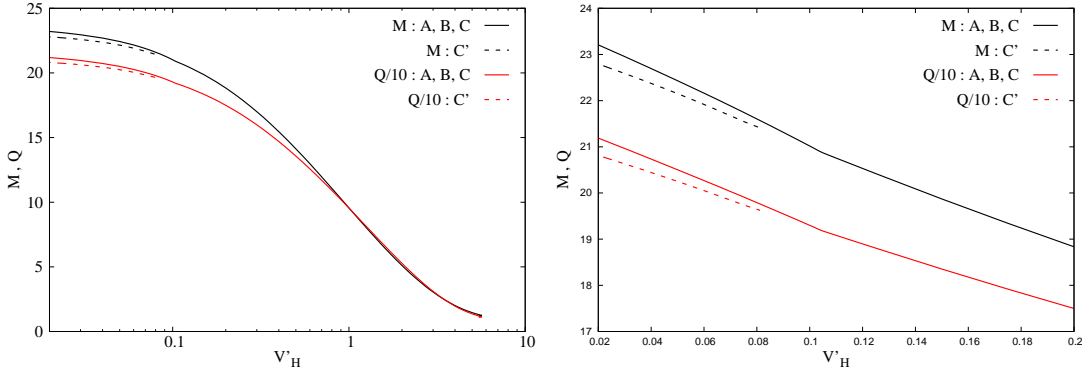 25
20
15
10
5
0
M , Q
0.1
1
10
V'H
M : A, B, C
M : C'
Q/10 : A, B, C
Q/10 : C'
25
24
23
22
21
20
19
18
17
M , Q
0.02
0.04
0.06
0.08
0.1
0.12
0.14
0.16
0.18
0.2
V'H
M : A, B, C
M : C'
Q/10 : A, B, C
Q/10 : C'